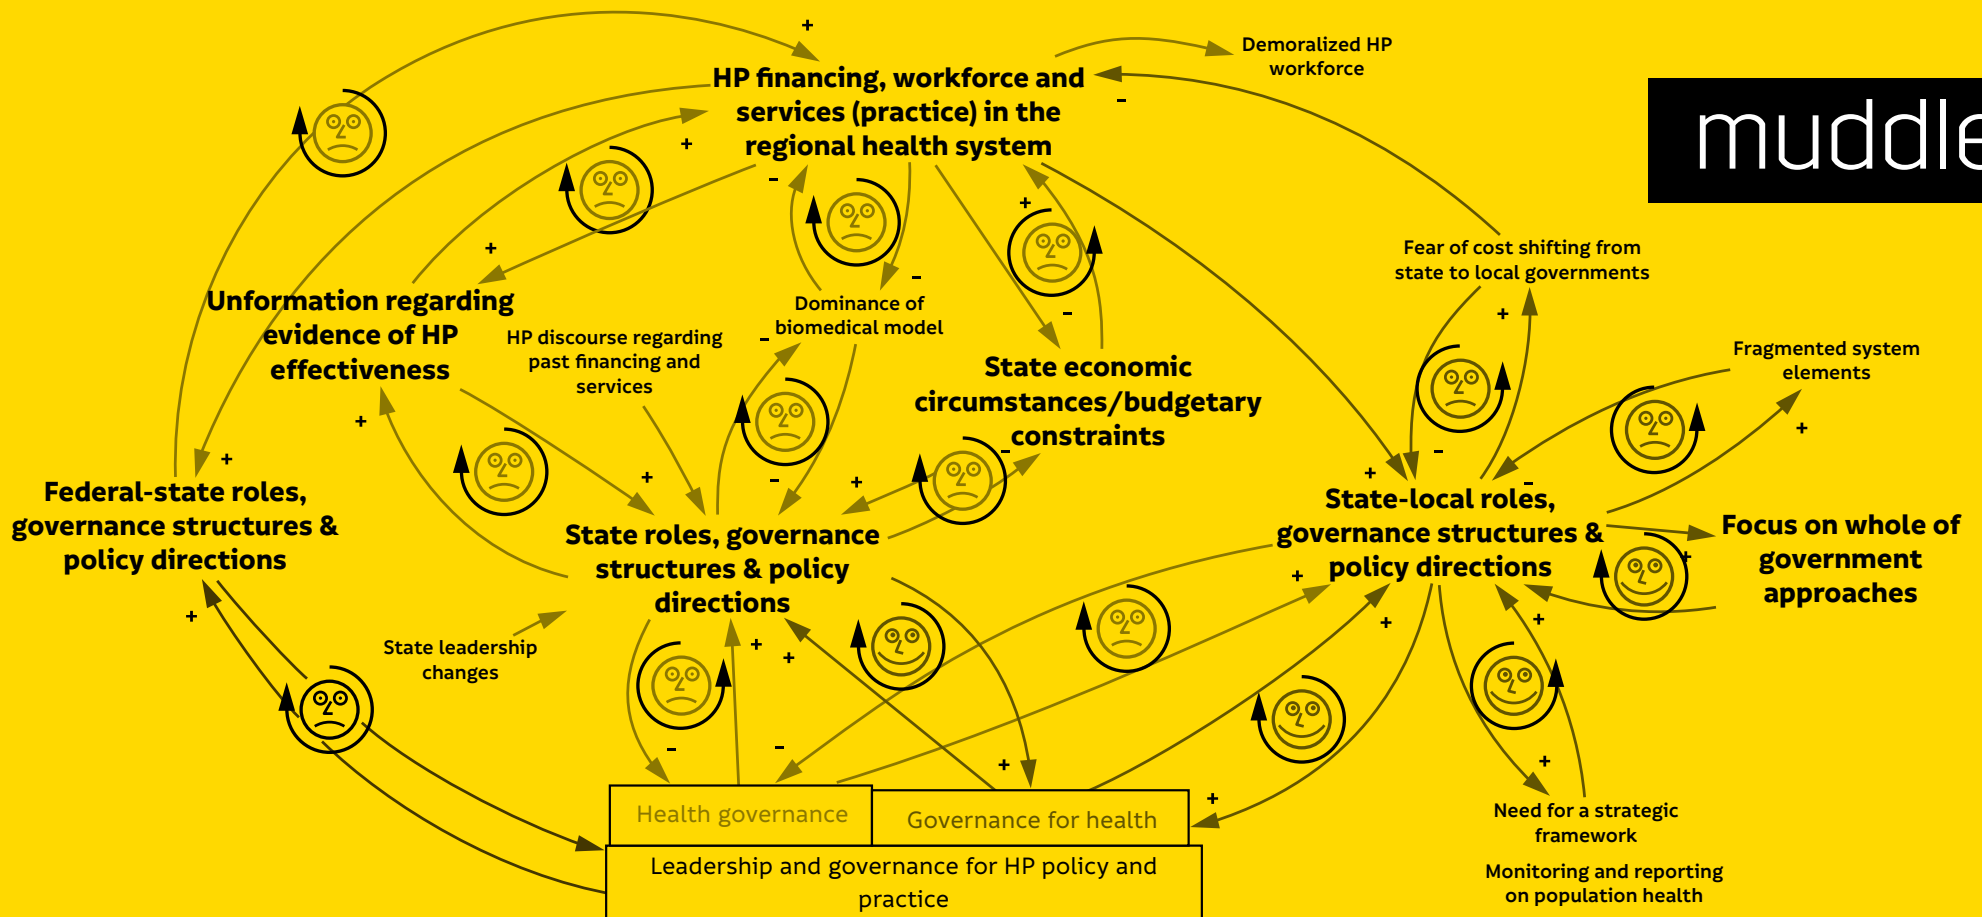 Demoralized HP
workforce
HP financing, workforce and
services (practice) in the
regional health system
muddle
Fear of cost shifting from
state to local governments
Unformation regarding
evidence of HP
effectiveness
HP discourse regarding
past financing and
services
Dominance of
biomedical model
State economic
circumstances/budgetary
constraints
Fragmented system
elements
Federal-state roles,
governance structures &
policy directions
State roles, governance
structures & policy
directions
State-local roles,
governance structures &
policy directions
Focus on whole of
government
approaches
State leadership
changes
Health governance
Governance for health
Leadership and governance for HP policy and
practice
Need for a strategic
framework
Monitoring and reporting
on population health